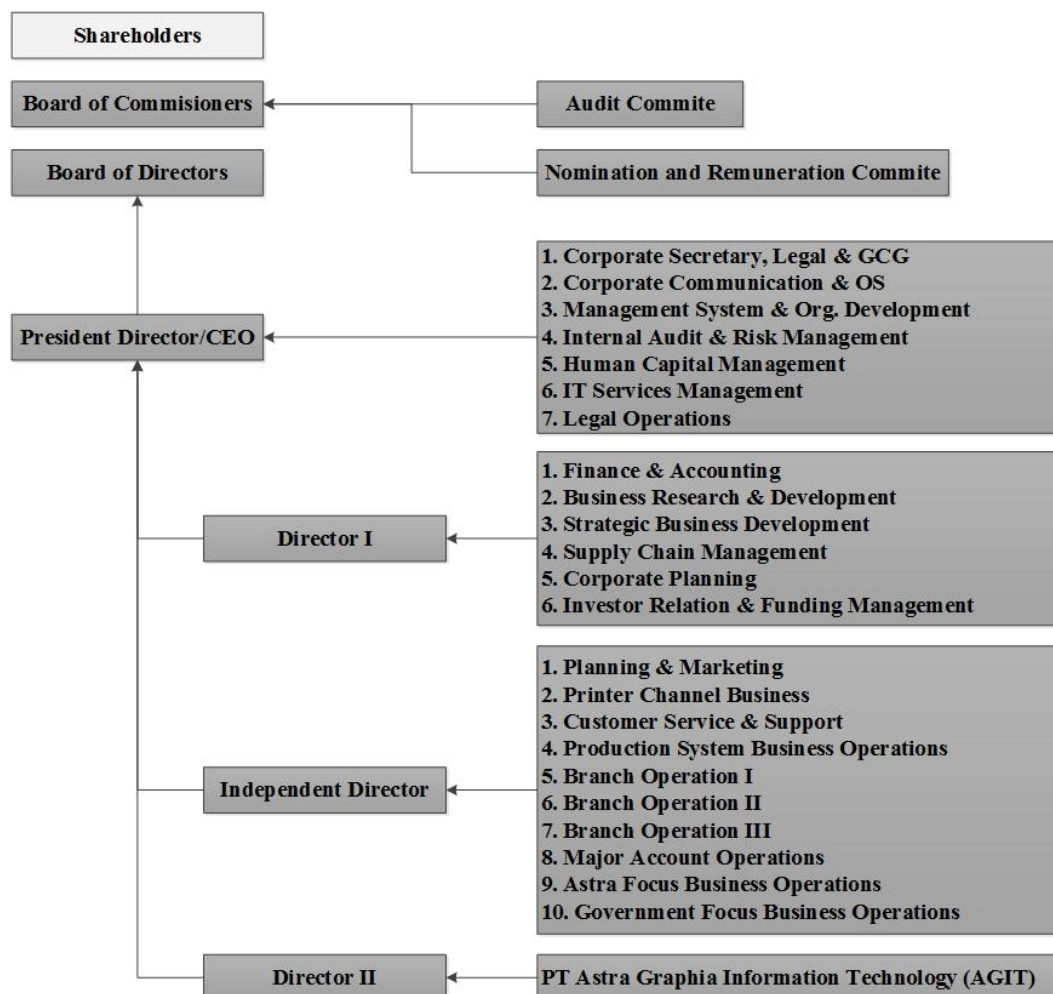 Shareholders
Board of Commisioners
Audit Commite
Board of Directors
Nomination and Remuneration Commite
President Director/CEO
1. Corporate Secretary, Legal & GCG
2. Corporate Communication & OS
3. Management System & Org. Development
4. Internal Audit & Risk Management
5. Human Capital Management
6. IT Services Management
7. Legal Operations
Director I
1. Finance & Accounting
2. Business Research & Development
3. Strategic Business Development
4. Supply Chain Management
5. Corporate Planning
6. Investor Relation & Funding Management
Independent Director
1. Planning & Marketing
2. Printer Channel Business
3. Customer Service & Support
4. Production System Business Operations
5. Branch Operation I
6. Branch Operation II
7. Branch Operation III
8. Major Account Operations
9. Astra Focus Business Operations
10. Government Focus Business Operations
Director II
PT Astra Graphia Information Technology (AGIT)